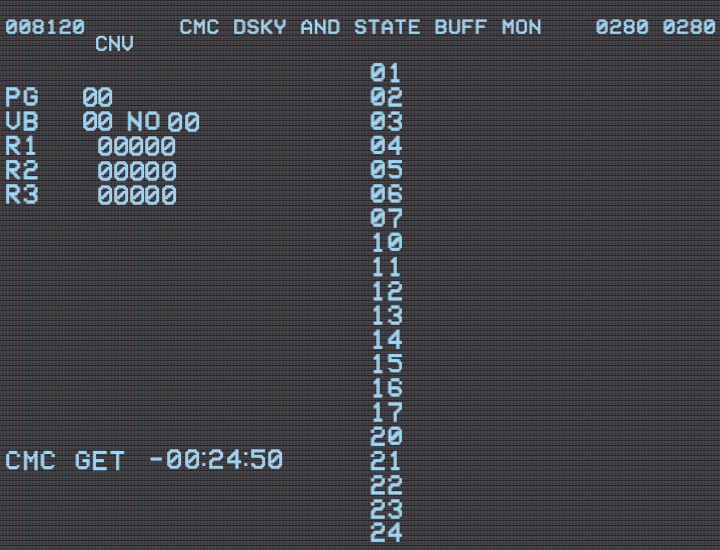 008120 CMC DSKY AND STATE BUFF MON 0280 0280
CNV
01
PG 00 02
VB 00 NO 00 03
R1 00000 04
R2 00000 05
R3 00000 06
07
10
11
12
13
14
15
16
17
20
CMC GET -00:24:50 21
22
23
24